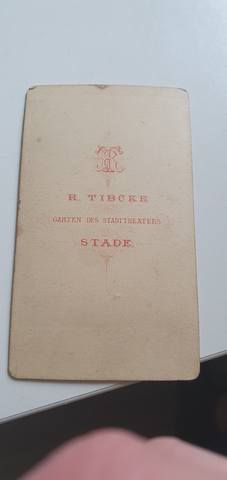 R. TIBCKE
GARTEN DES STADTTHEATERS
STADE.